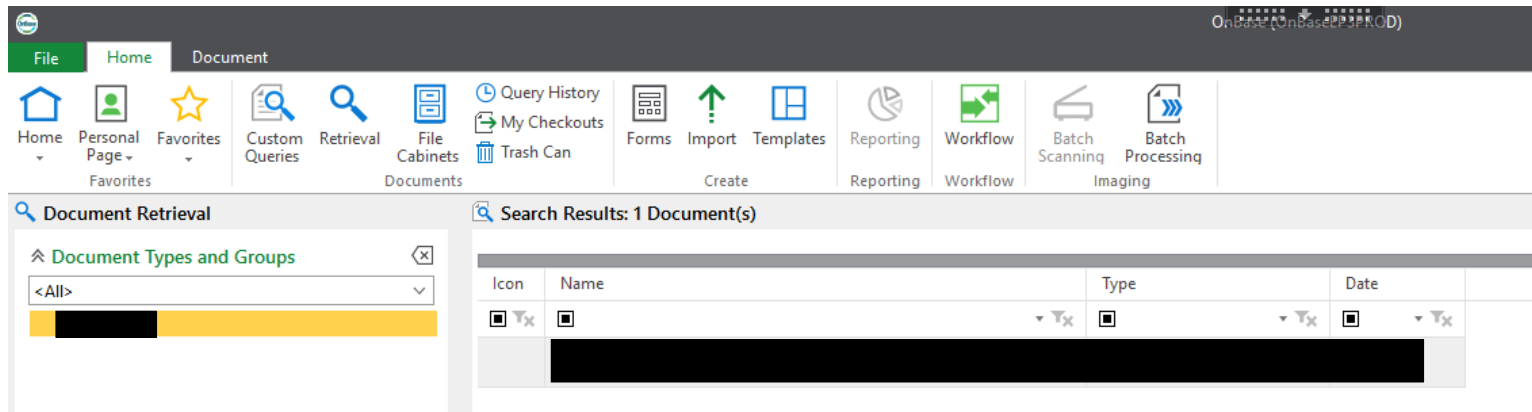 OnBase (OnBaseEP3PROD)
File Home Document
Home Personal Page Favorites Custom Queries Retrieval File Cabinets Query History My Checkouts Trash Can Forms Import Templates Reporting Workflow Batch Scanning Batch Processing
Favorites Documents Create Reporting Workflow Imaging
Document Retrieval
Search Results: 1 Document(s)
Document Types and Groups
<All>
Icon Name Type Date